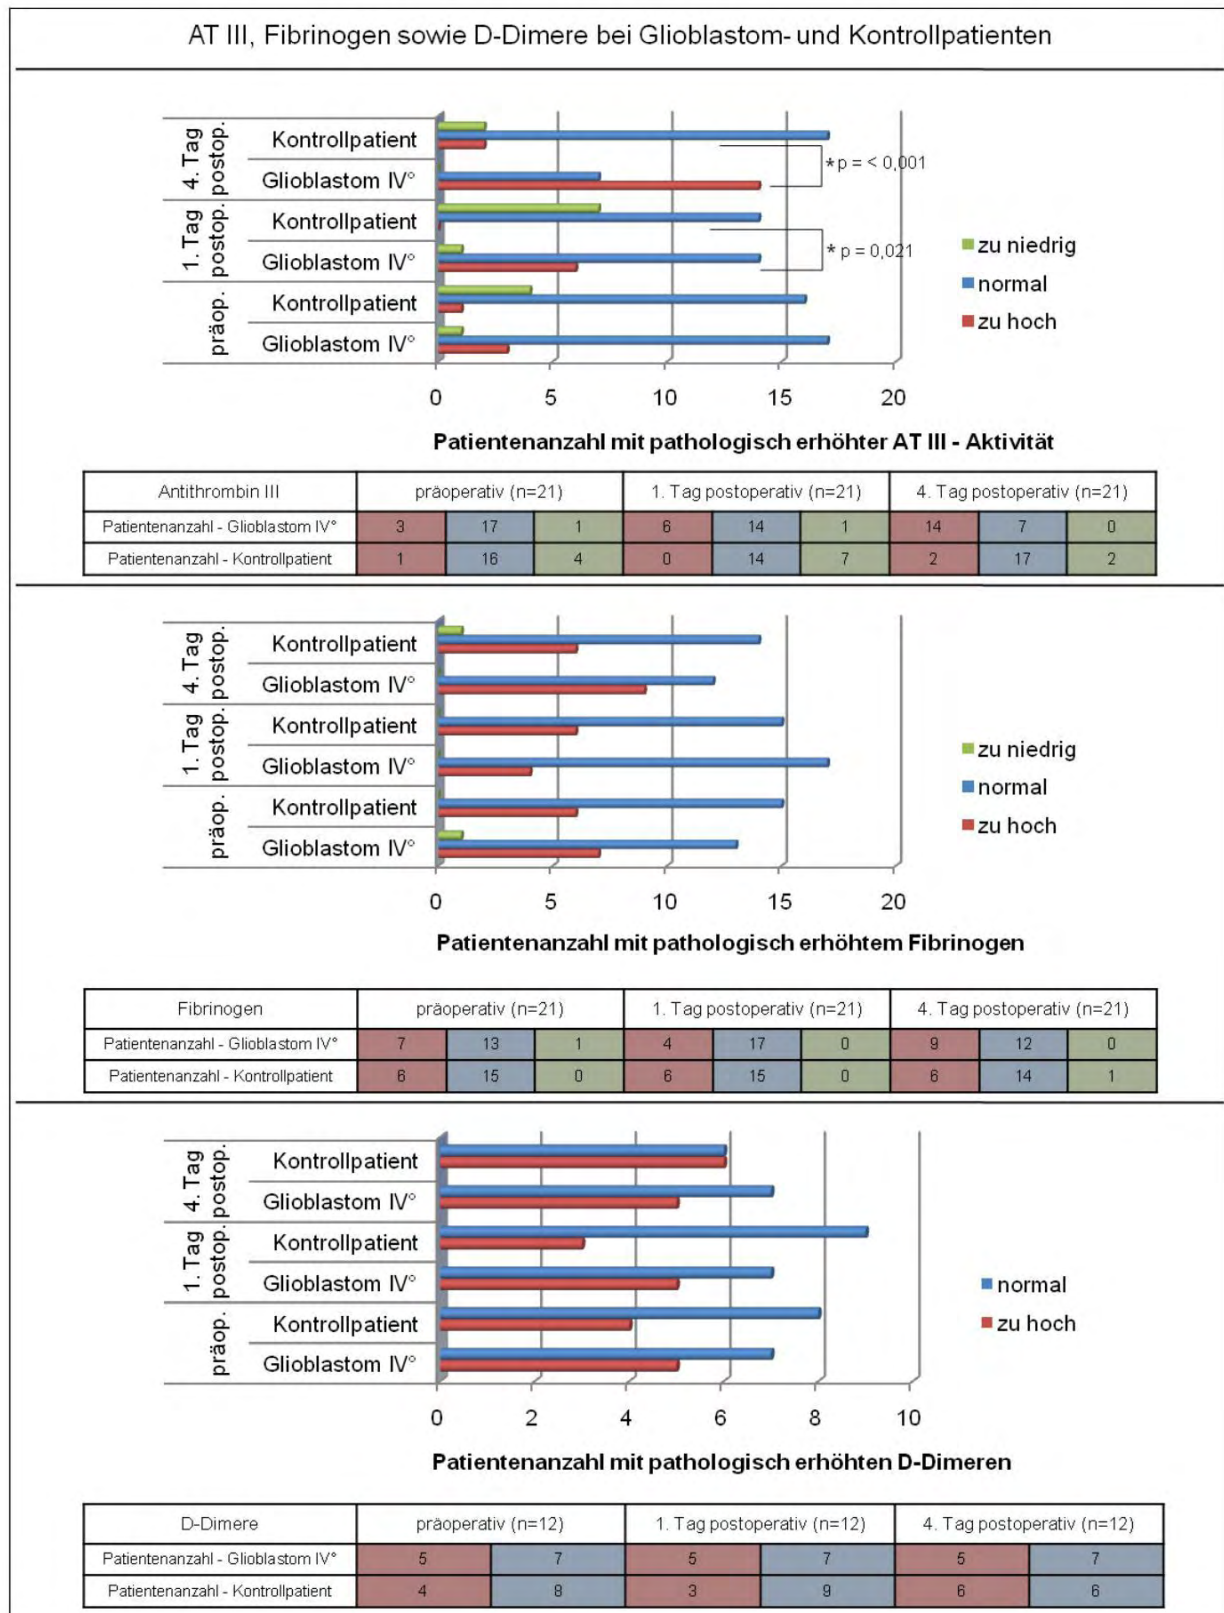 AT III, Fibrinogen sowie D-Dimere bei Glioblastom- und Kontrollpatienten
4. Tag postop.
Kontrollpatient
Glioblastom IV°
1. Tag postop.
Kontrollpatient
Glioblastom IV°
präop.
Kontrollpatient
Glioblastom IV°
* p = < 0,001
* p = 0,021
zu niedrig
normal
zu hoch
0 5 10 15 20
Patientenanzahl mit pathologisch erhöhter AT III - Aktivität
Antithrombin III präoperativ (n=21) 1. Tag postoperativ (n=21) 4. Tag postoperativ (n=21)
Patientenanzahl - Glioblastom IV° 3 17 1 6 14 1 14 7 0
Patientenanzahl - Kontrollpatient 1 16 4 0 14 7 2 17 2
4. Tag postop.
Kontrollpatient
Glioblastom IV°
1. Tag postop.
Kontrollpatient
Glioblastom IV°
präop.
Kontrollpatient
Glioblastom IV°
zu niedrig
normal
zu hoch
0 5 10 15 20
Patientenanzahl mit pathologisch erhöhtem Fibrinogen
Fibrinogen präoperativ (n=21) 1. Tag postoperativ (n=21) 4. Tag postoperativ (n=21)
Patientenanzahl - Glioblastom IV° 7 13 1 4 17 0 9 12 0
Patientenanzahl - Kontrollpatient 6 15 0 6 15 0 6 14 1
4. Tag postop.
Kontrollpatient
Glioblastom IV°
1. Tag postop.
Kontrollpatient
Glioblastom IV°
präop.
Kontrollpatient
Glioblastom IV°
normal
zu hoch
0 2 4 6 8 10
Patientenanzahl mit pathologisch erhöhten D-Dimeren
D-Dimere präoperativ (n=12) 1. Tag postoperativ (n=12) 4. Tag postoperativ (n=12)
Patientenanzahl - Glioblastom IV° 5 7 5 7 5 7
Patientenanzahl - Kontrollpatient 4 8 3 9 6 6